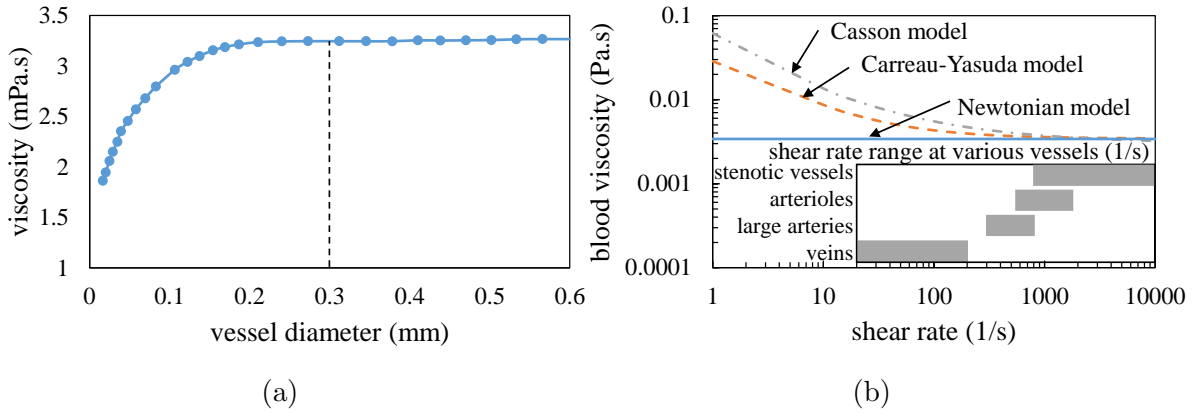 3.5
3
2.5
2
1.5
1
viscosity (mPa.s)
0 0.1 0.2 0.3 0.4 0.5 0.6
vessel diameter (mm)
(a)
0.1
0.01
0.001
0.0001
blood viscosity (Pa.s)
Casson model
Carreau-Yasuda model
Newtonian model
shear rate range at various vessels (1/s)
stenotic vessels
arterioles
large arteries
veins
1 10 100 1000 10000
shear rate (1/s)
(b)